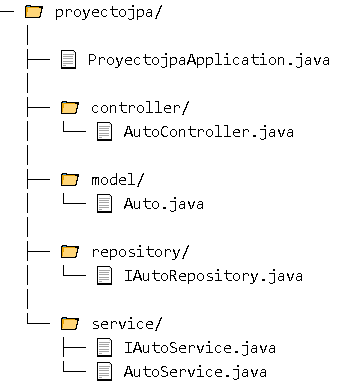 proyectojpa/
ProyectojpaApplication.java
controller/
AutoController.java
model/
Auto.java
repository/
IAutoRepository.java
service/
IAutoService.java
AutoService.java